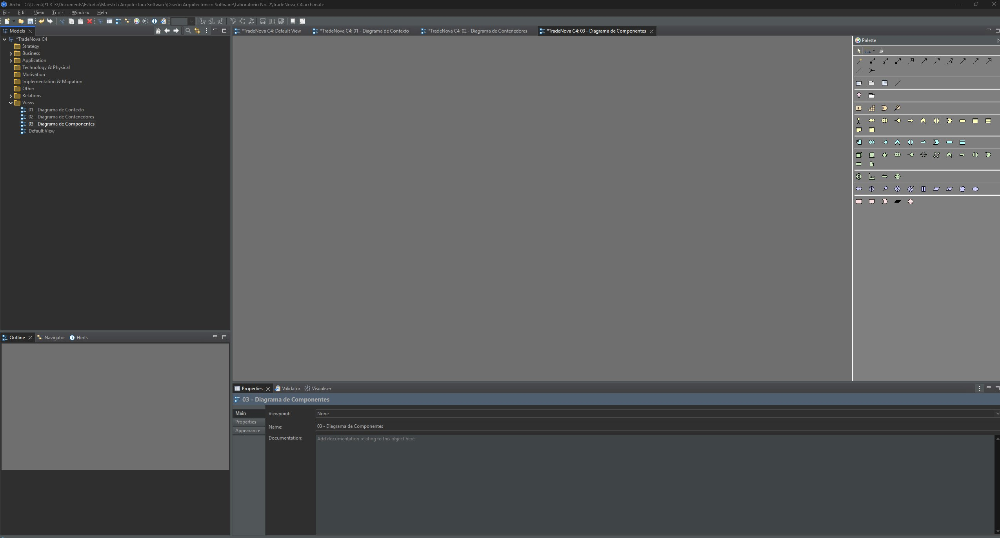 Archi - C:\Users\P1 3-3\Documents\Estudio\Maestría Arquitectura Software\Diseño Arquitectonico Software\Laboratorio No. 2\TradeNova_C4.archimate
File Edit View Tools Window Help
Models
*TradeNova C4
Strategy
Business
Application
Technology & Physical
Motivation
Implementation & Migration
Other
Relations
Views
01 - Diagrama de Contexto
02 - Diagrama de Contenedores
03 - Diagrama de Componentes
Default View
*TradeNova C4: Default View
*TradeNova C4: 01 - Diagrama de Contexto
*TradeNova C4: 02 - Diagrama de Contenedores
*TradeNova C4: 03 - Diagrama de Componentes
Palette
Outline
Navigator
Hints
Properties
Validator
Visualiser
03 - Diagrama de Componentes
Main
Properties
Appearance
Viewpoint: None
Name: 03 - Diagrama de Componentes
Documentation: Add documentation relating to this object here